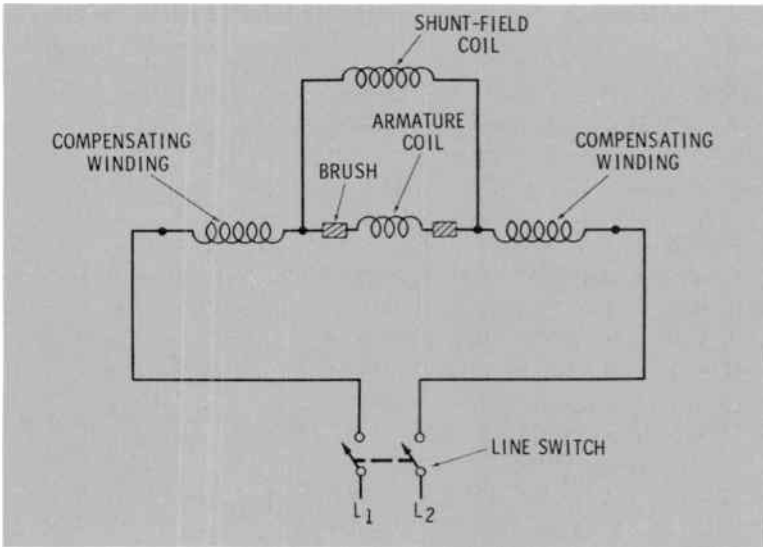 SHUNT-FIELD
COIL
COMPENSATING
WINDING
BRUSH
ARMATURE
COIL
COMPENSATING
WINDING
LINE SWITCH
L1
L2